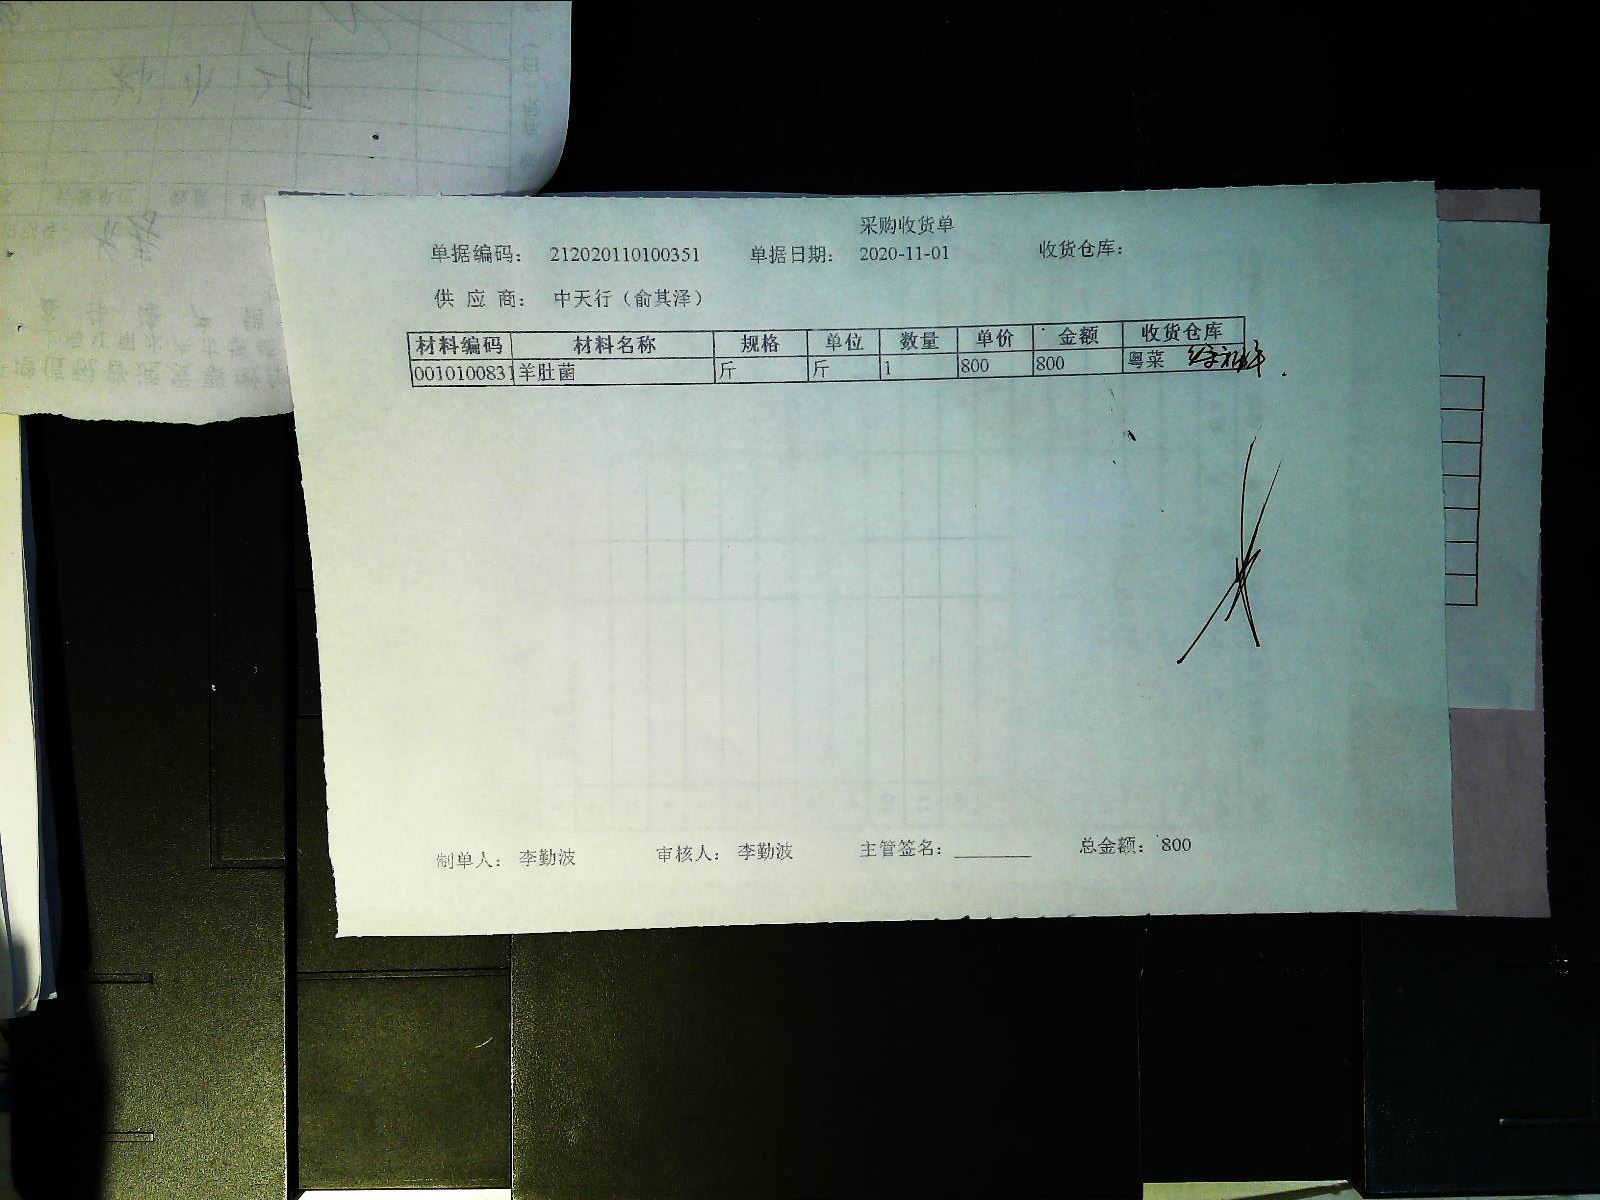 采购收货单
单据编码： 212020110100351 单据日期： 2020-11-01 收货仓库：
供 应 商： 中天行（俞其泽）
材料编码 材料名称 规格 单位 数量 单价 金额 收货仓库
0010100831 羊肚菌 斤 斤 1 800 800 粤菜
制单人： 李勤波 审核人： 李勤波 主管签名： 总金额： 800